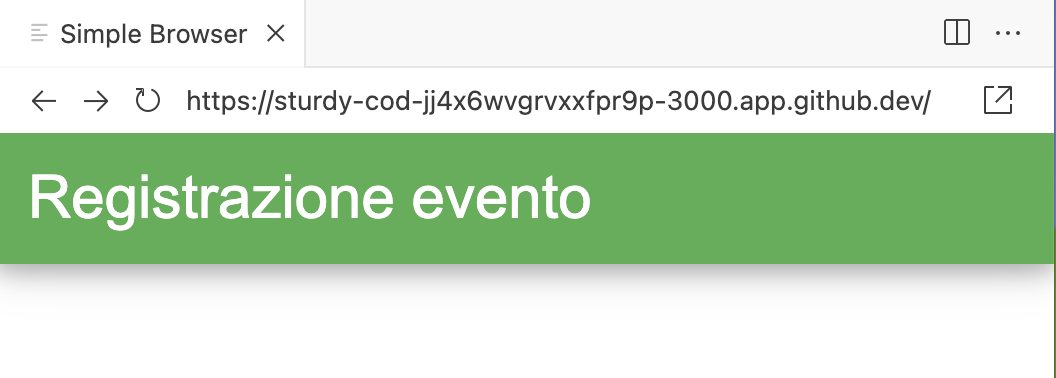 Simple Browser
https://sturdy-cod-jj4x6wvgrvxxfpr9p-3000.app.github.dev/
Registrazione evento